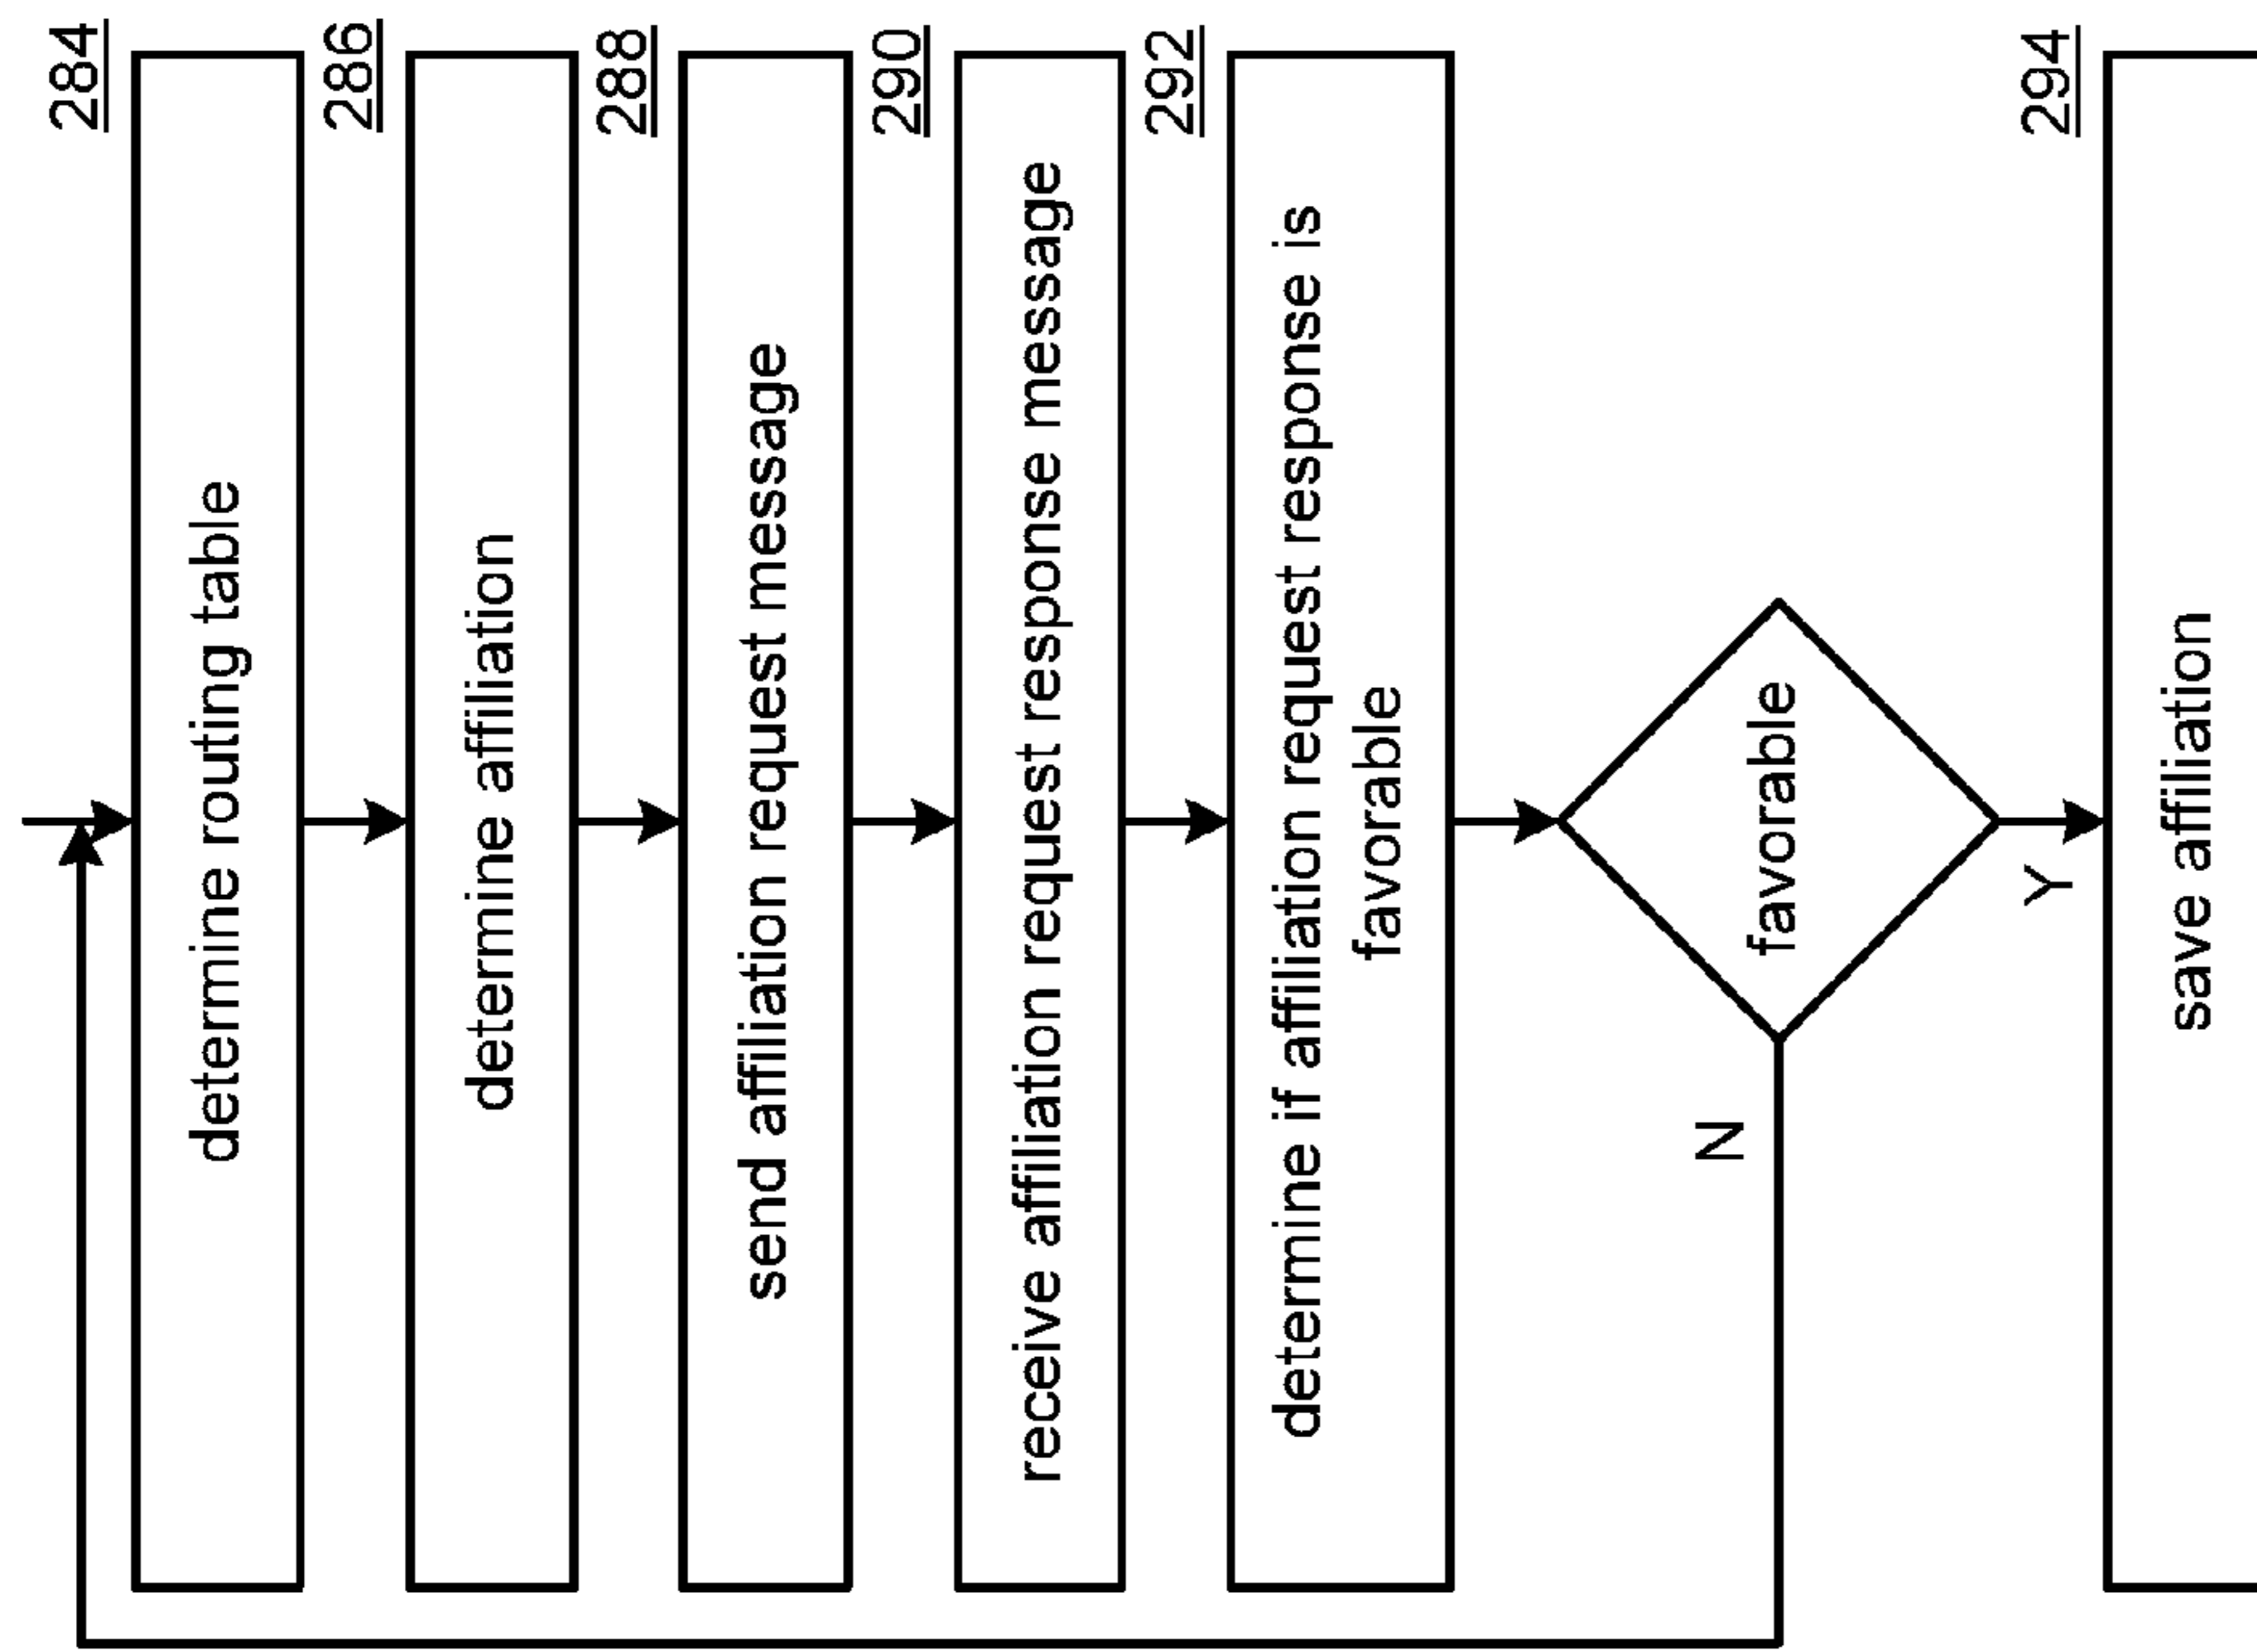 284
determine routing table
286
determine affiliation
288
send affiliation request message
290
receive affiliation request response message
292
determine if affiliation request response is
favorable
favorable
N
Y
294
save affiliation